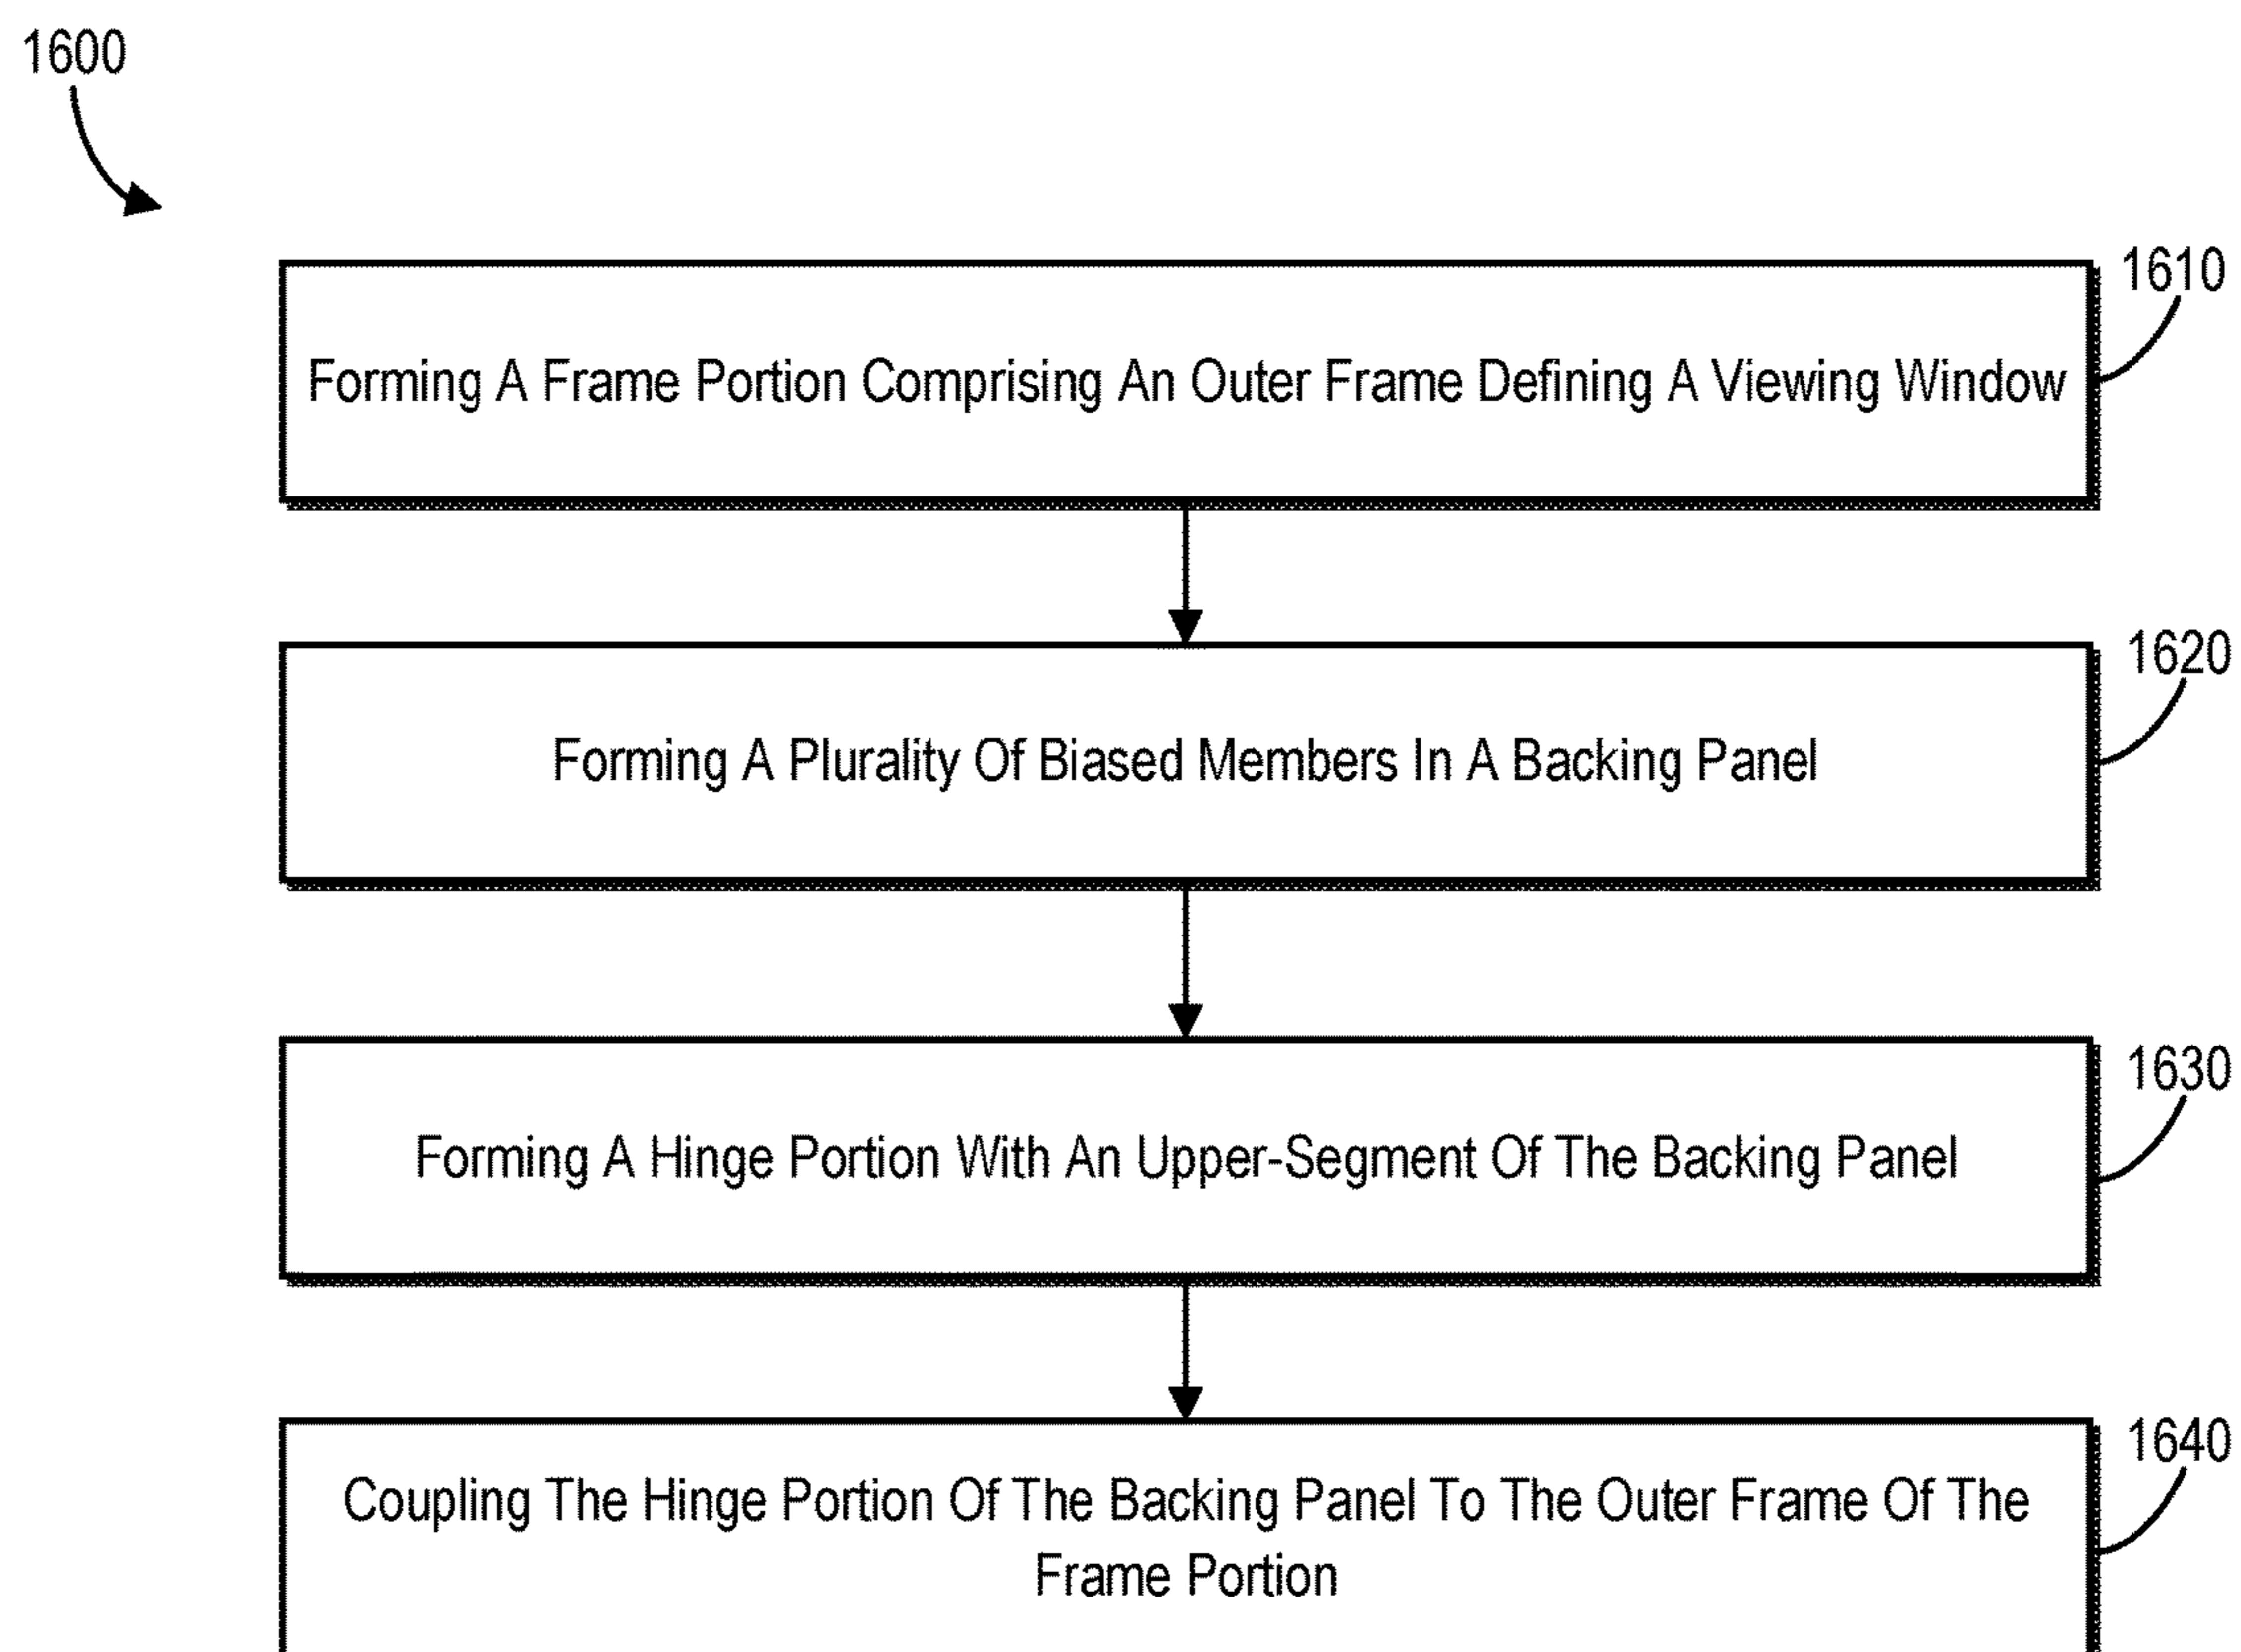 1600
1610
Forming A Frame Portion Comprising An Outer Frame Defining A Viewing Window
1620
Forming A Plurality Of Biased Members In A Backing Panel
1630
Forming A Hinge Portion With An Upper-Segment Of The Backing Panel
1640
Coupling The Hinge Portion Of The Backing Panel To The Outer Frame Of The
Frame Portion